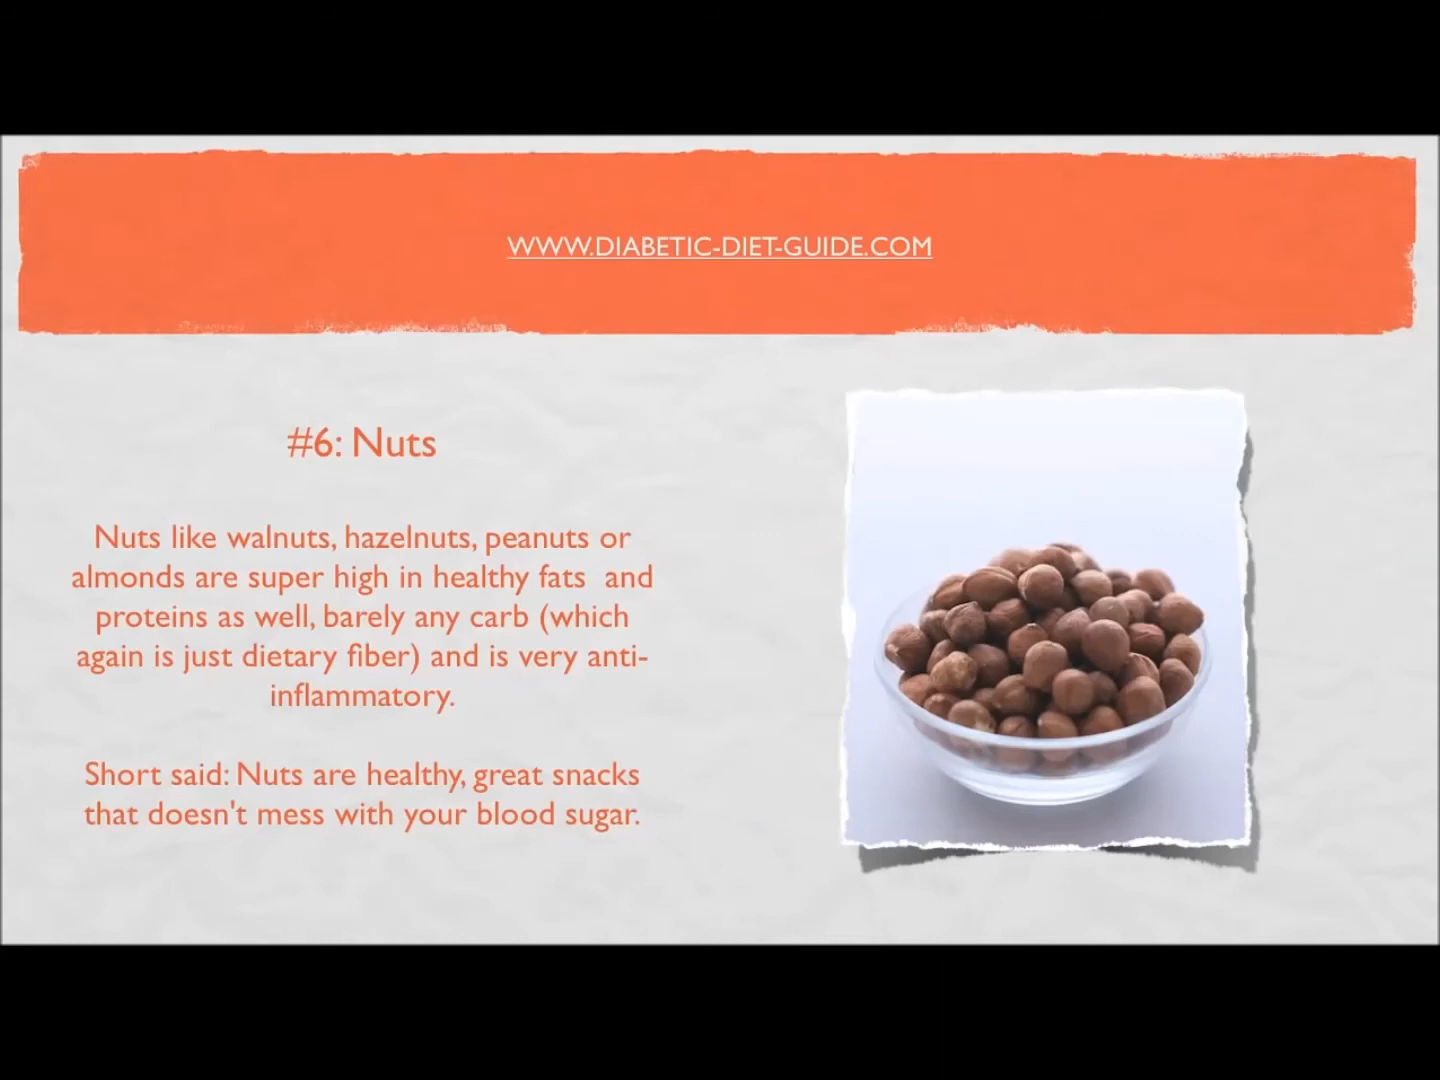 WWW.DIABETIC-DIET-GUIDE.COM
#6: Nuts
Nuts like walnuts, hazelnuts, peanuts or
almonds are super high in healthy fats  and
proteins as well, barely any carb (which
again is just dietary fiber) and is very anti-
inflammatory.
Short said: Nuts are healthy, great snacks
that doesn't mess with your blood sugar.